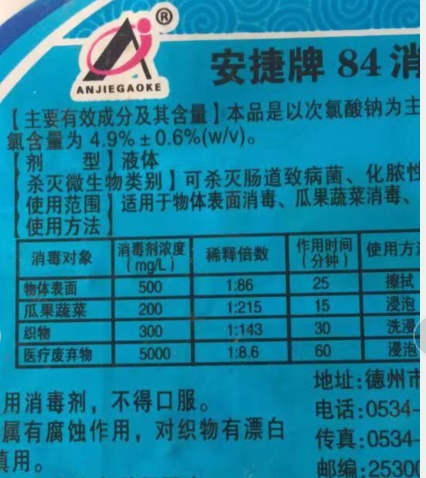 ®
ANJIEGAOKE
安捷牌 84 消
【主要有效成分及其含量】本品是以次氯酸钠为主
氯含量为 4.9%±0.6%(w/v)。
【剂 型】液体
杀灭微生物类别】可杀灭肠道致病菌、化脓性
使用范围】适用于物体表面消毒、瓜果蔬菜消毒、
使用方法】
消毒对象 消毒剂浓度(mg/L) 稀释倍数 作用时间(分钟) 使用方法
物体表面 500 1:86 25 擦拭
瓜果蔬菜 200 1:215 15 浸泡
织物 300 1:143 30 洗浸
医疗废弃物 5000 1:8.6 60 浸泡
用消毒剂，不得口服。
属有腐蚀作用，对织物有漂白
慎用。
地址:德州市
电话:0534-
传真:0534-
邮编:25300